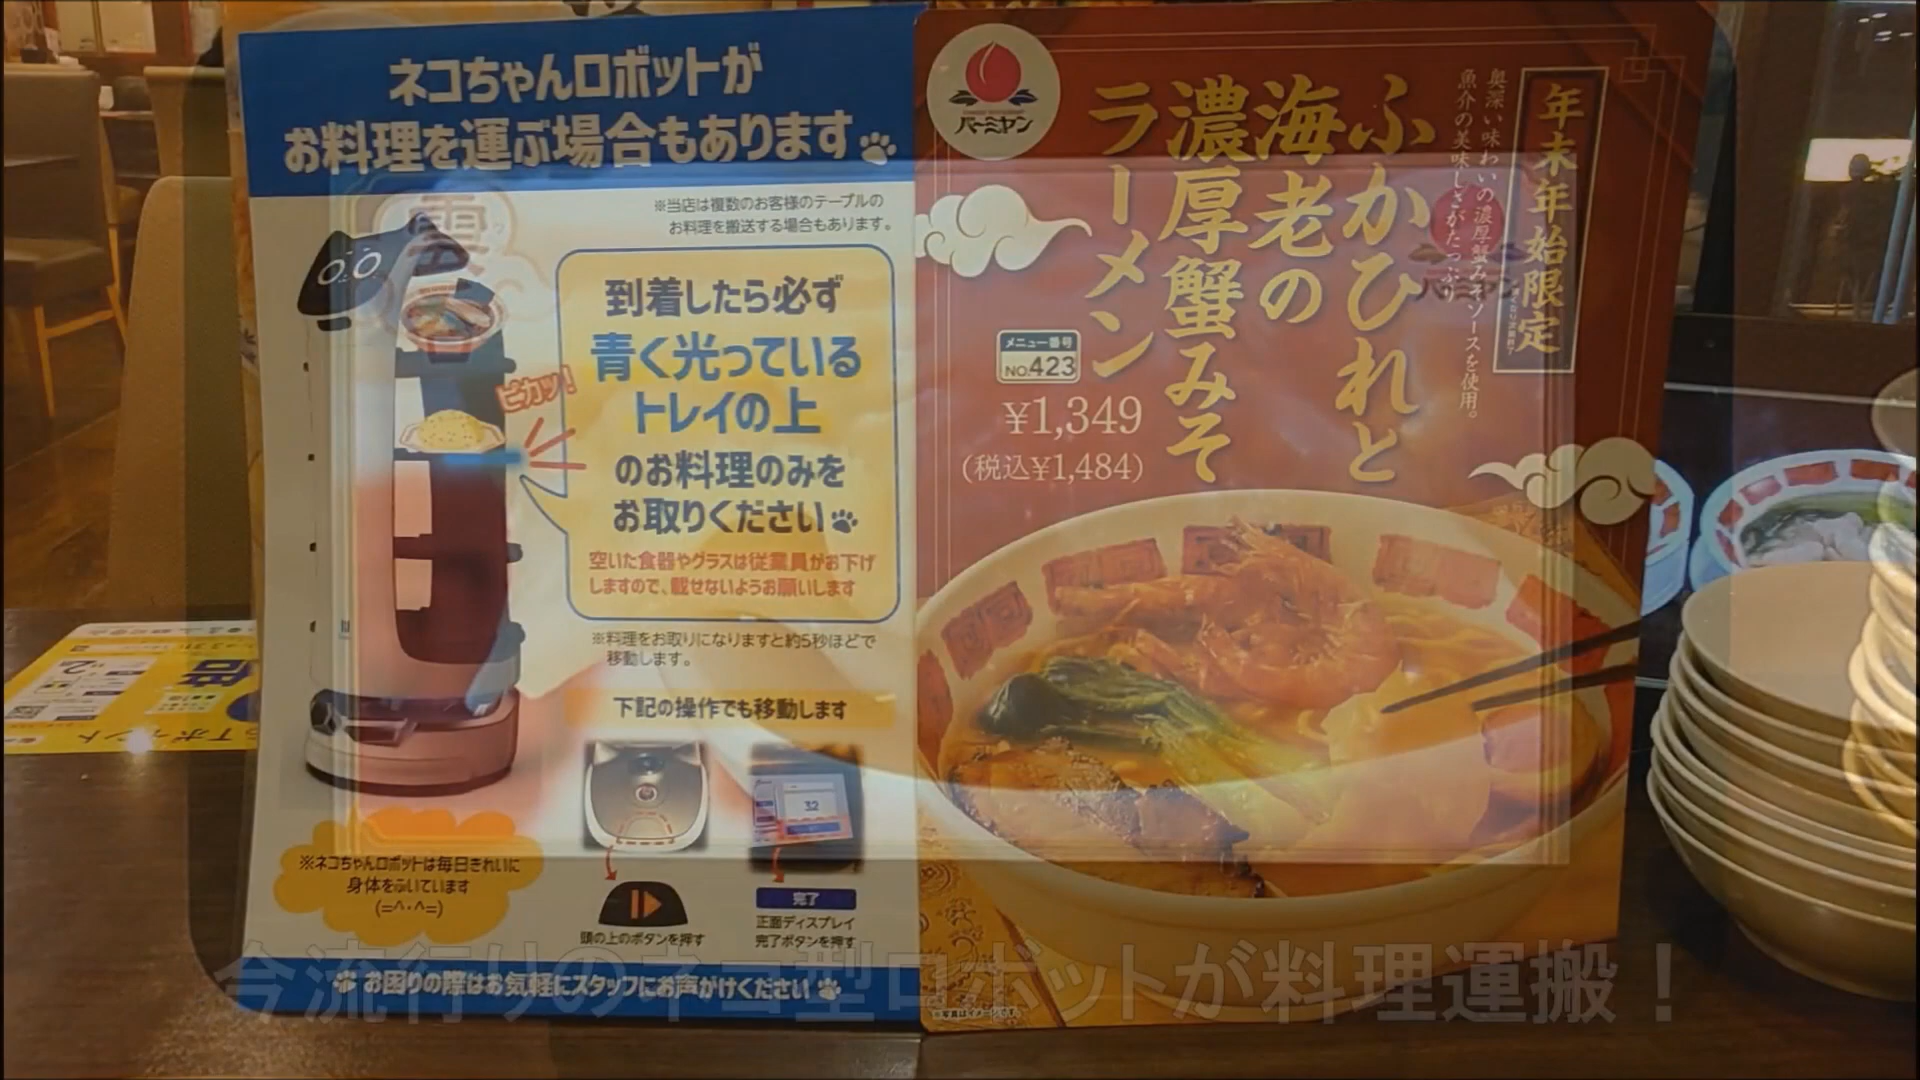 ネコちゃんロボットが
お料理を運ぶ場合もあります
※当店は複数のお客様のテーブルの
お料理を搬送する場合もあります。
到着したら必ず
青く光っている
トレイの上
のお料理のみを
お取りください
空いた食器やグラスは従業員がお下げ
しますので、載せないようお願いします
ピカッ!
※料理をお取りになりますと約5秒ほどで
移動します。
下記の操作でも移動します
32
完了
頭の上のボタンを押す
正面ディスプレイ
完了ボタンを押す
※ネコちゃんロボットは毎日きれいに
身体をふいています
(=^・^=)
お困りの際はお気軽にスタッフにお声がけください
バーミヤン
年末年始限定
奥深い味わいの濃厚蟹みそソースを使用。
魚介の美味しさがたっぷり
ふかひれと
海老の
濃厚蟹みそ
ラーメン
メニュー番号
NO.423
¥1,349
(税込¥1,484)
※写真はイメージです。
今流行りのネコ型ロボットが料理運搬!